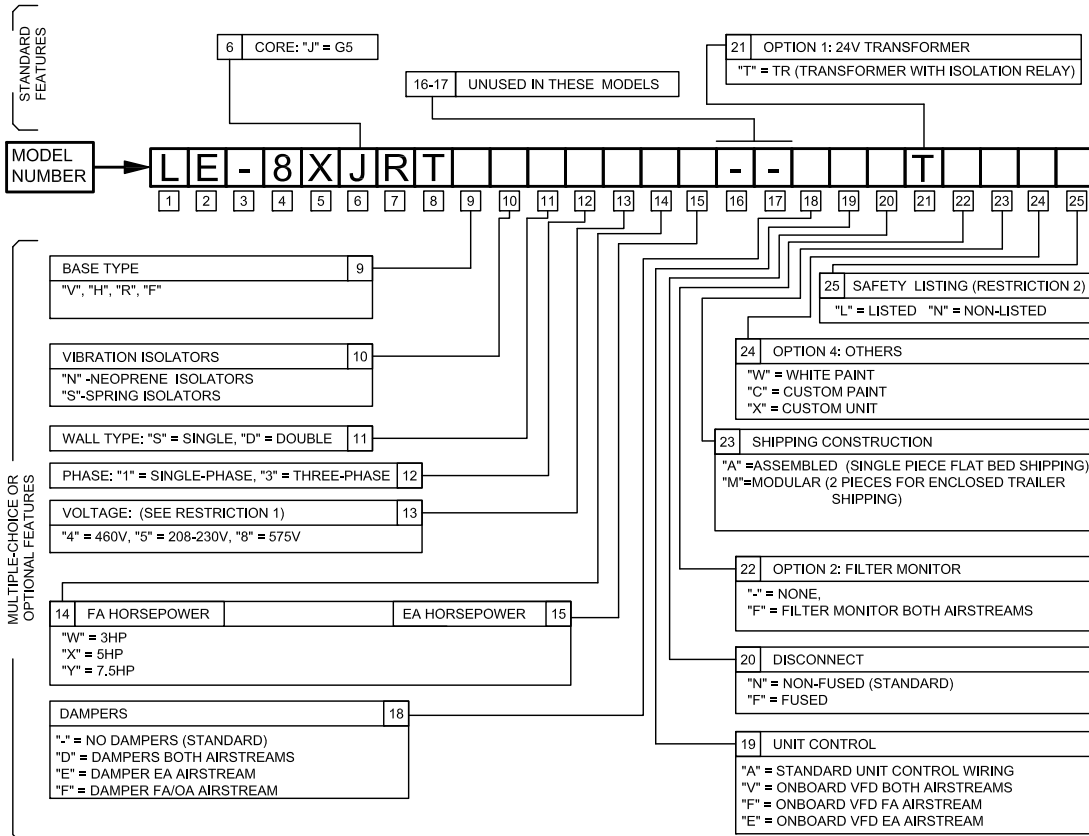 STANDARD
FEATURES
6 CORE: "J" = G5
21 OPTION 1: 24V TRANSFORMER
"T" = TR (TRANSFORMER WITH ISOLATION RELAY)
16-17 UNUSED IN THESE MODELS
MODEL
NUMBER
L E - 8 X J R T - - T
1 2 3 4 5 6 7 8 9 10 11 12 13 14 15 16 17 18 19 20 21 22 23 24 25
MULTIPLE-CHOICE OR
OPTIONAL FEATURES
BASE TYPE 9
"V", "H", "R", "F"
VIBRATION ISOLATORS 10
"N" -NEOPRENE ISOLATORS
"S"-SPRING ISOLATORS
WALL TYPE: "S" = SINGLE, "D" = DOUBLE 11
PHASE: "1" = SINGLE-PHASE, "3" = THREE-PHASE 12
VOLTAGE: (SEE RESTRICTION 1) 13
"4" = 460V, "5" = 208-230V, "8" = 575V
14 FA HORSEPOWER EA HORSEPOWER 15
"W" = 3HP
"X" = 5HP
"Y" = 7.5HP
DAMPERS 18
"-" = NO DAMPERS (STANDARD)
"D" = DAMPERS BOTH AIRSTREAMS
"E" = DAMPER EA AIRSTREAM
"F" = DAMPER FA/OA AIRSTREAM
25 SAFETY LISTING (RESTRICTION 2)
"L" = LISTED "N" = NON-LISTED
24 OPTION 4: OTHERS
"W" = WHITE PAINT
"C" = CUSTOM PAINT
"X" = CUSTOM UNIT
23 SHIPPING CONSTRUCTION
"A" =ASSEMBLED (SINGLE PIECE FLAT BED SHIPPING)
"M"=MODULAR (2 PIECES FOR ENCLOSED TRAILER
SHIPPING)
22 OPTION 2: FILTER MONITOR
"-" = NONE,
"F" = FILTER MONITOR BOTH AIRSTREAMS
20 DISCONNECT
"N" = NON-FUSED (STANDARD)
"F" = FUSED
19 UNIT CONTROL
"A" = STANDARD UNIT CONTROL WIRING
"V" = ONBOARD VFD BOTH AIRSTREAMS
"F" = ONBOARD VFD FA AIRSTREAM
"E" = ONBOARD VFD EA AIRSTREAM